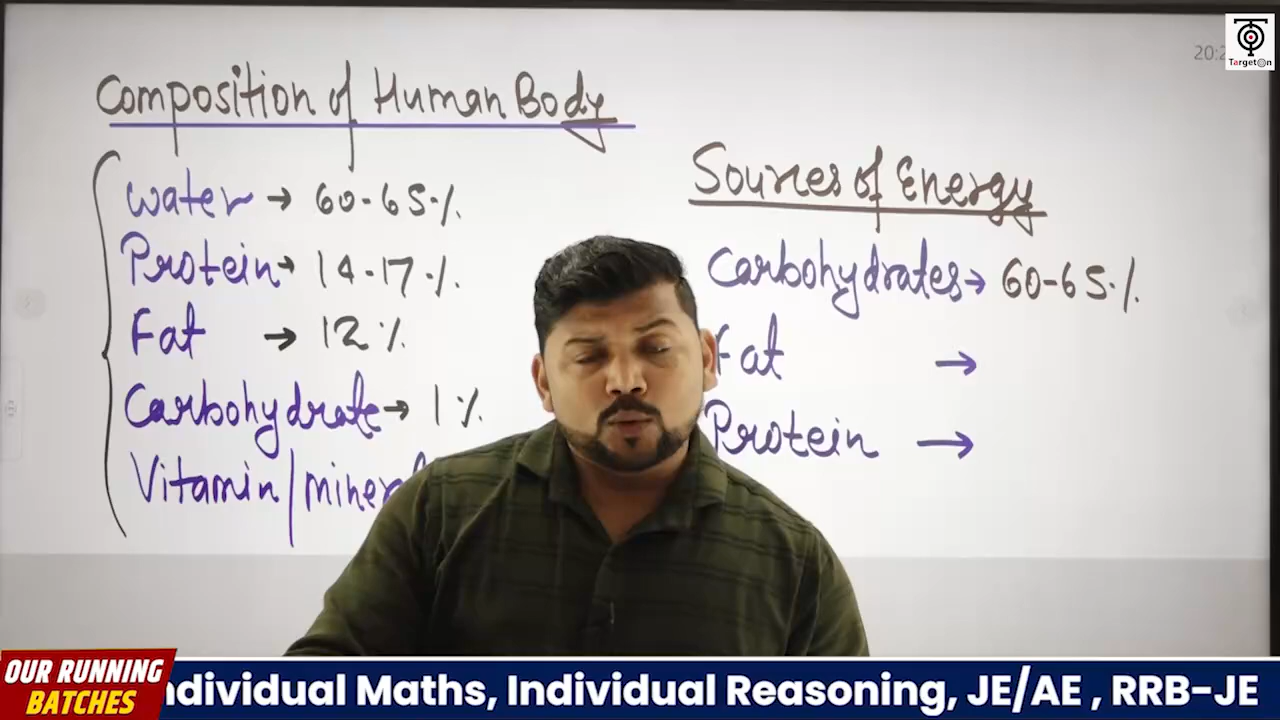 Composition of Human Body
Water → 60-65%
Protein → 14-17%
Fat → 12%
Carbohydrate → 1%
Vitamin/
Sources of Energy
Carbohydrates → 60-65%
Fat →
Protein →
TargetOn
OUR RUNNING
BATCHES
Individual Maths, Individual Reasoning, JE/AE , RRB-JE